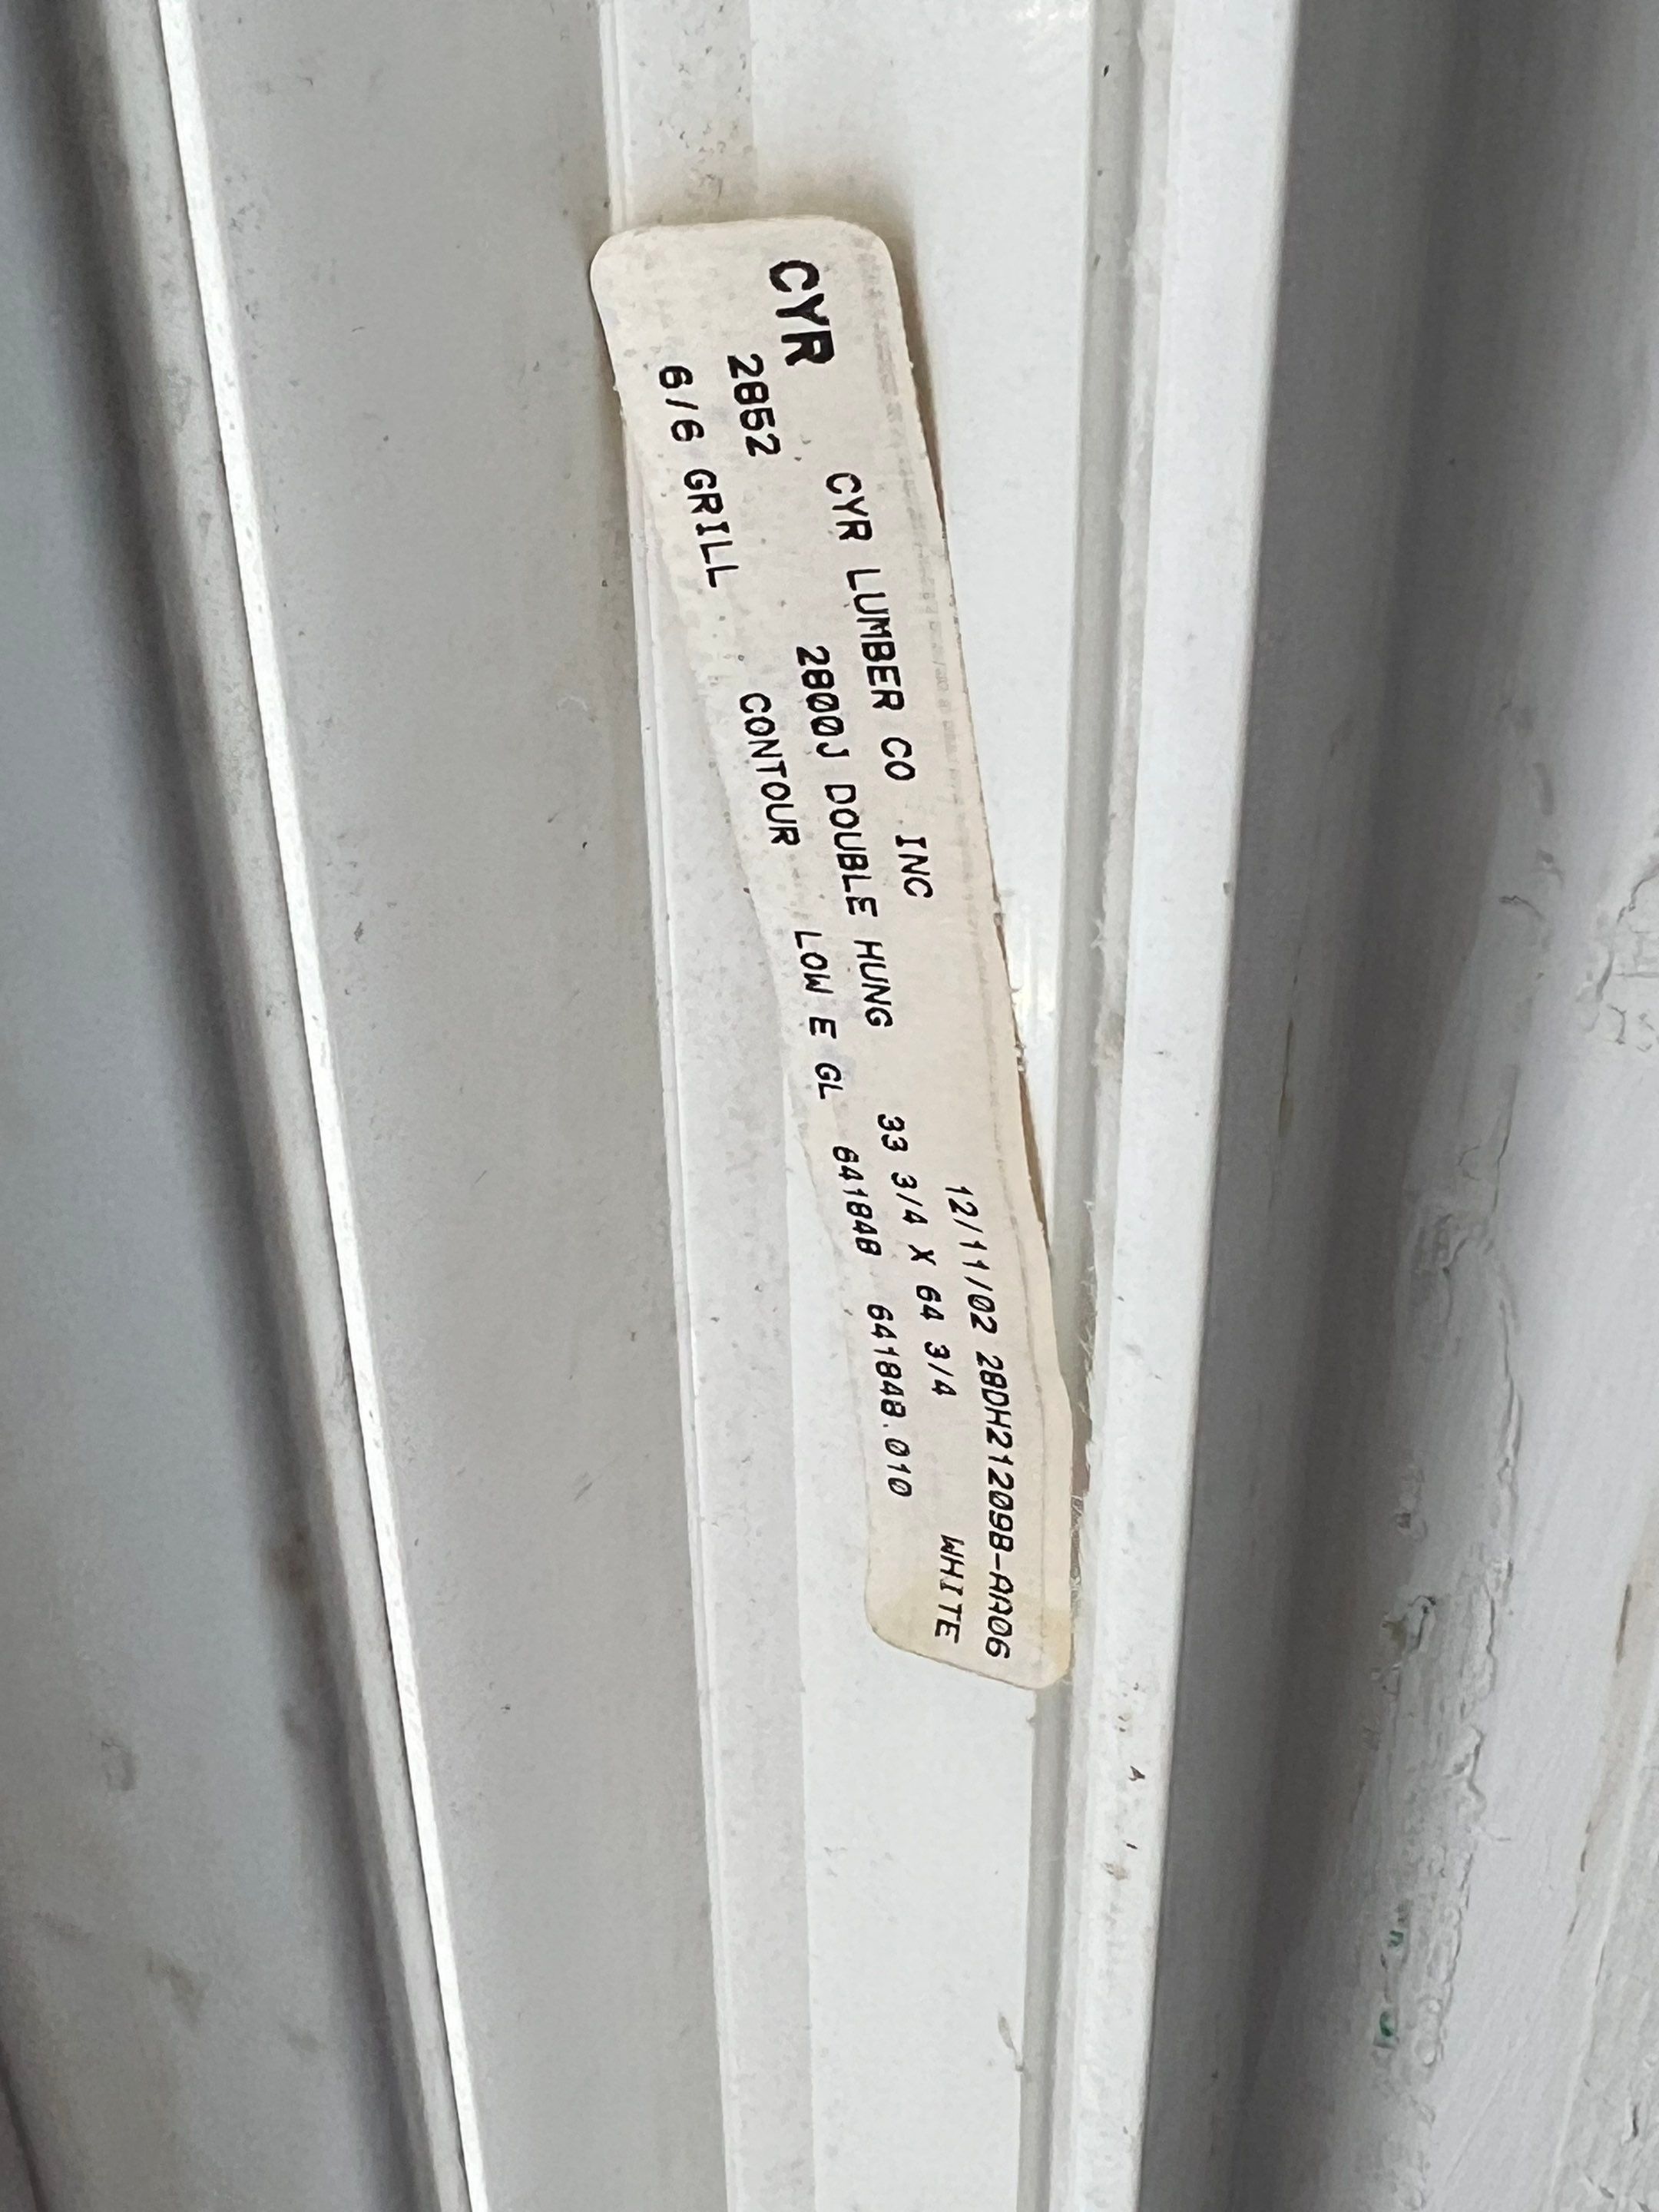 CYR LUMBER CO INC 12/11/02 28DH212098-AA06
CYR 2852 2800J DOUBLE HUNG 33 3/4 X 64 3/4 WHITE
6/6 GRILL CONTOUR LOW E GL 641848 641848.010